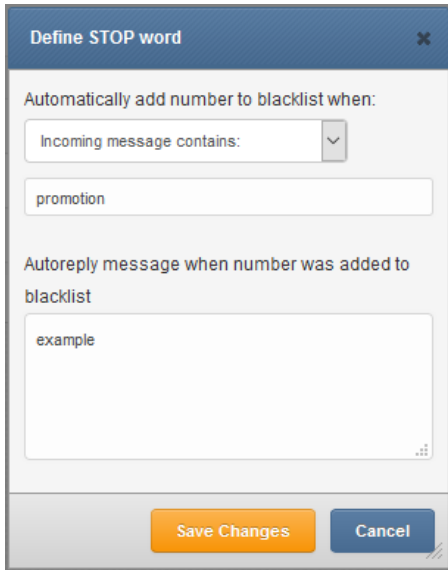 Define STOP word
Automatically add number to blacklist when:
Incoming message contains:
promotion
Autoreply message when number was added to
blacklist
example
Save Changes
Cancel